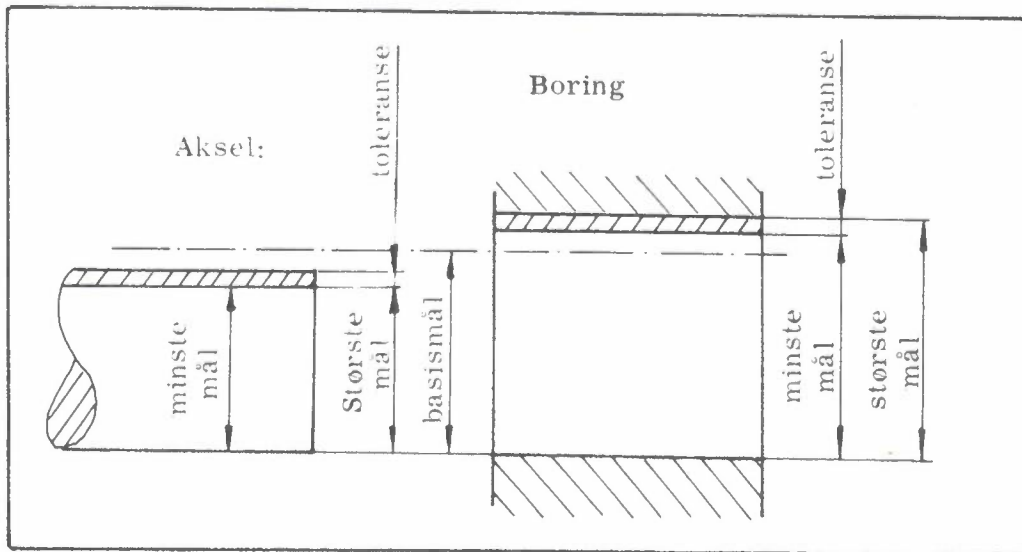 Aksel:
toleranse
Boring
toleranse
minste
mål
Største
mål
basismål
minste
mål
største
mål